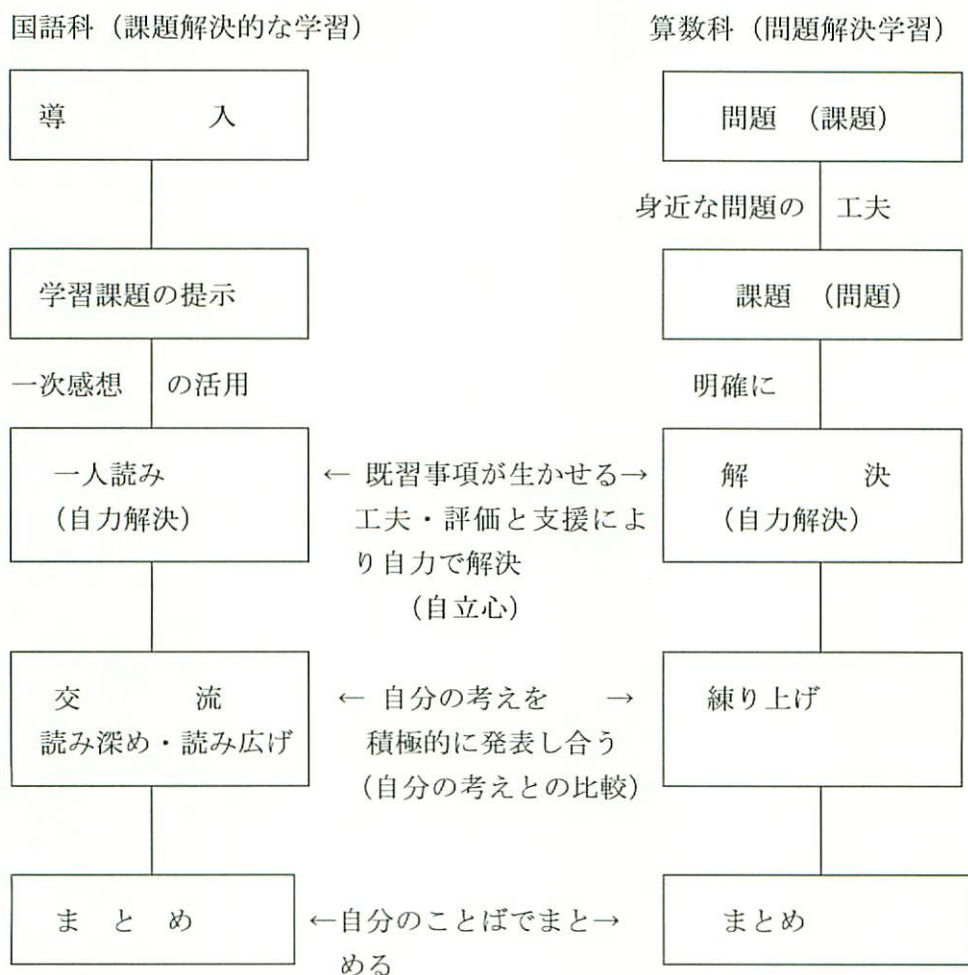 国語科（課題解決的な学習）
算数科（問題解決学習）
導　　　　入
問題　（課題）
身近な問題の　工夫
学習課題の提示
課題　（問題）
一次感想　の活用
明確に
一人読み
（自力解決）
← 既習事項が生かせる→
工夫・評価と支援によ
り自力で解決
（自立心）
解　　　　決
（自力解決）
交　　　　流
読み深め・読み広げ
← 自分の考えを　　→
積極的に発表し合う
（自分の考えとの比較）
練り上げ
ま　と　め
←自分のことばでまと→
める
まとめ